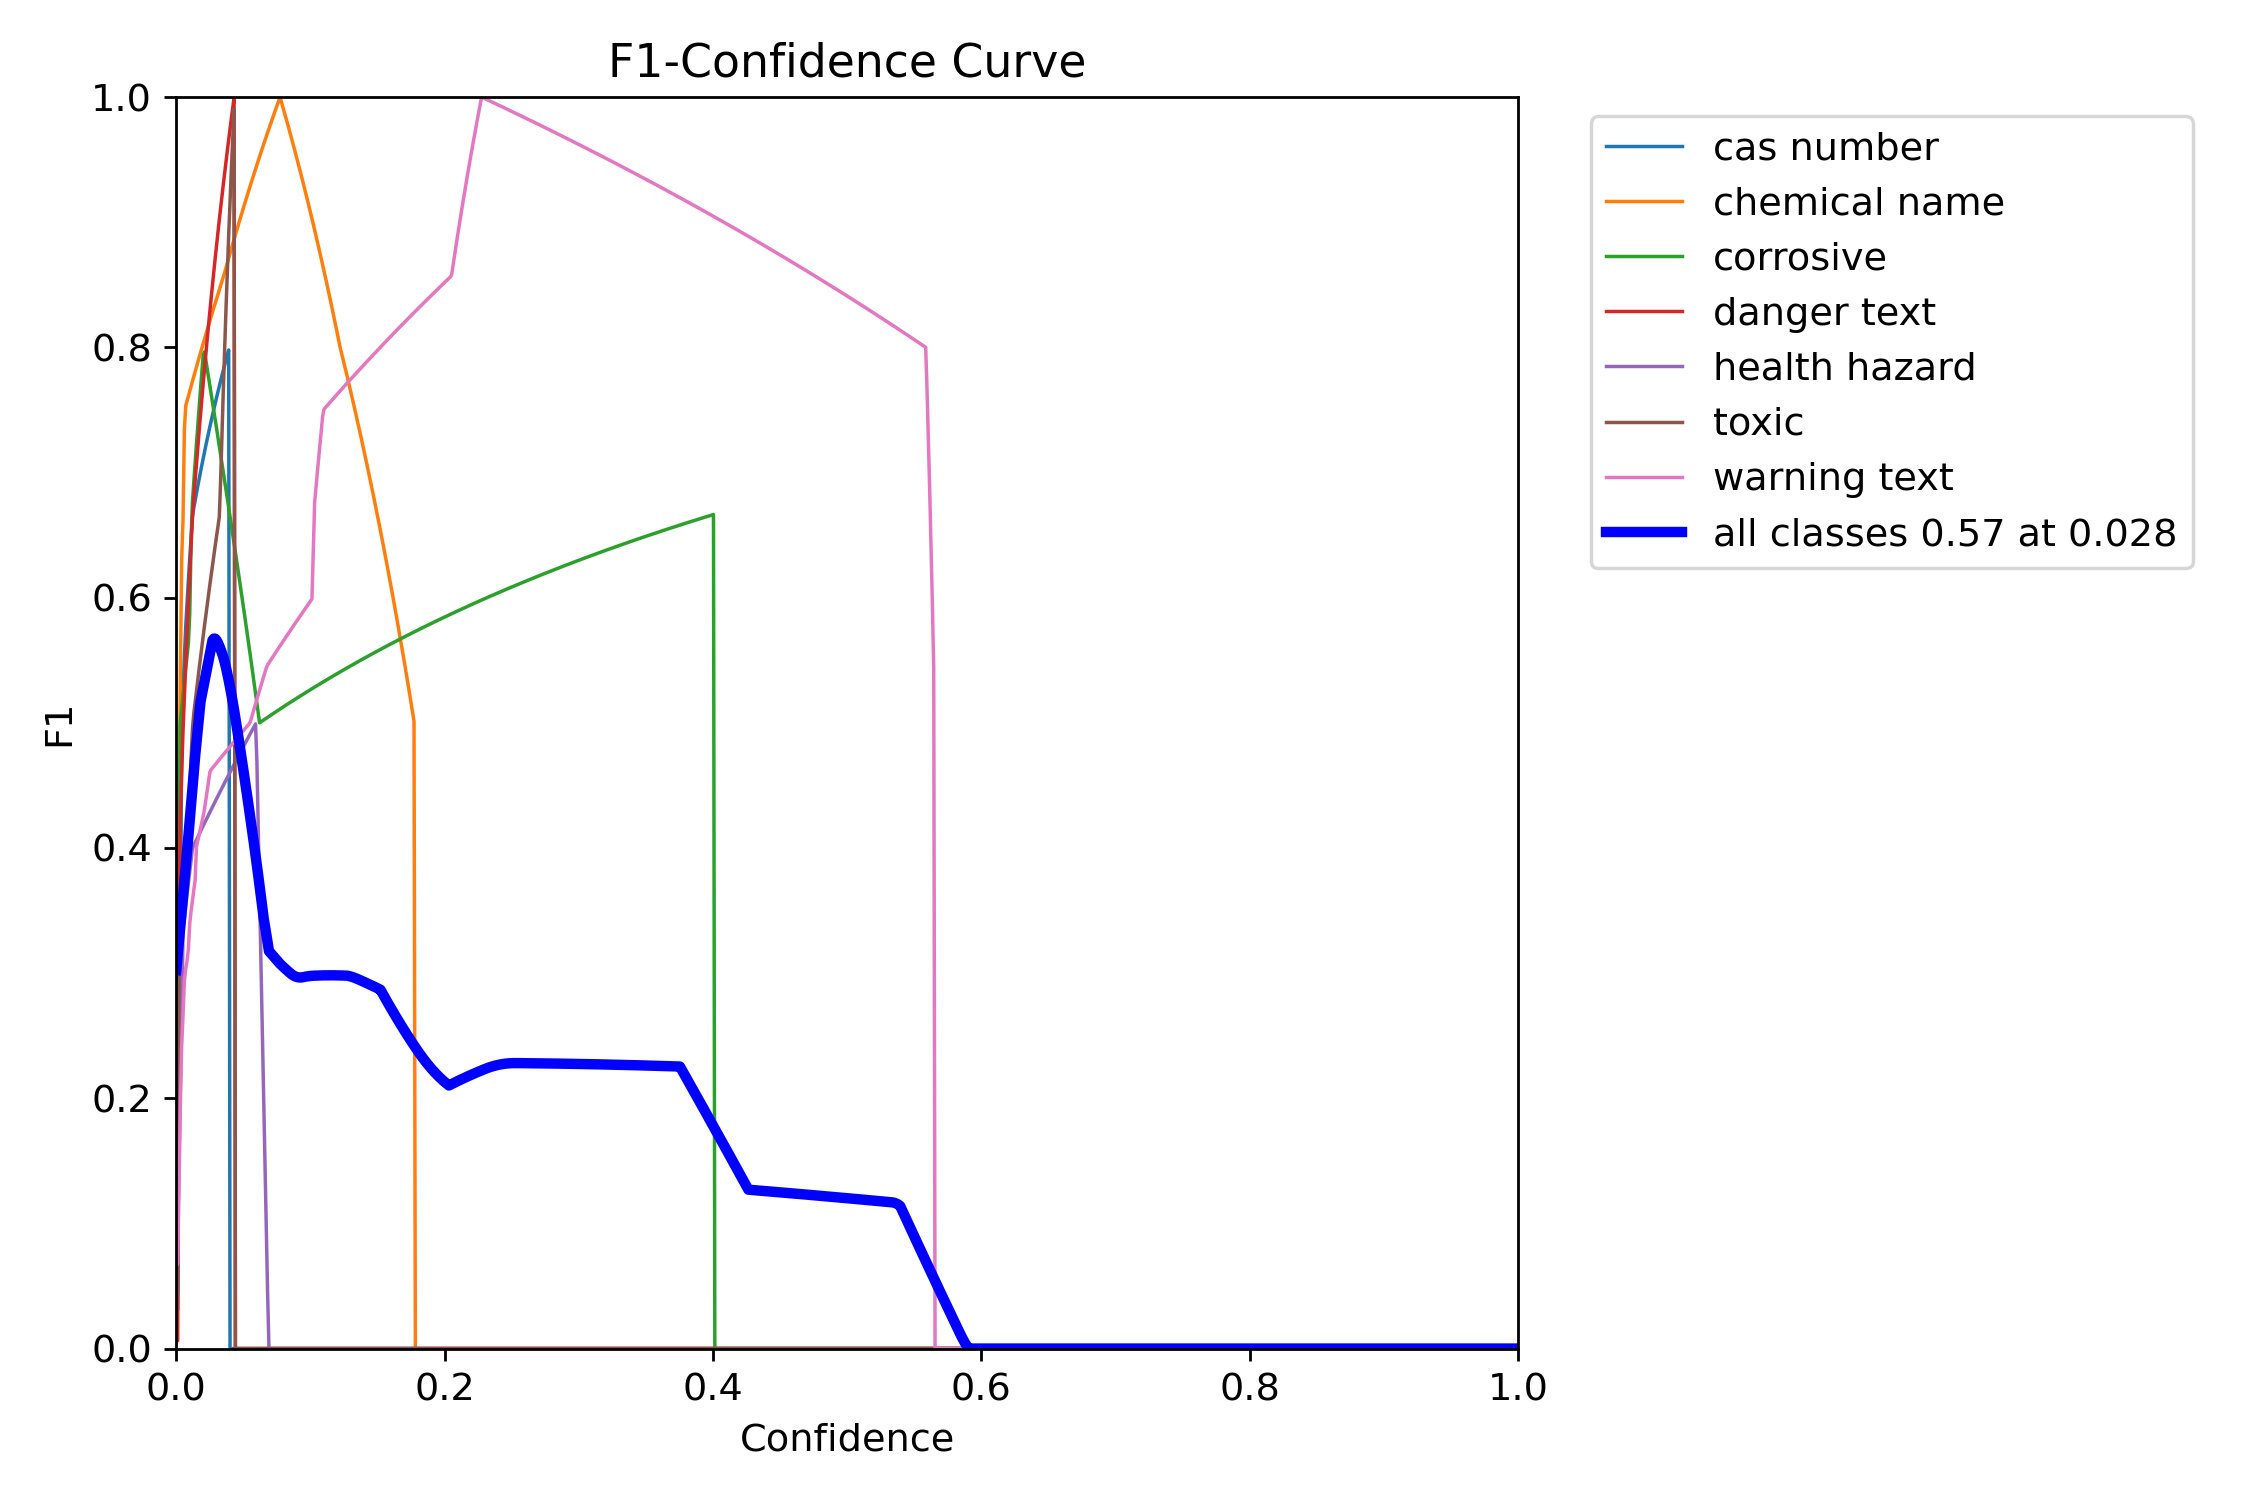 F1-Confidence Curve
1.0
0.8
0.6
0.4
0.2
0.0
F1
0.0 0.2 0.4 0.6 0.8 1.0
Confidence
cas number
chemical name
corrosive
danger text
health hazard
toxic
warning text
all classes 0.57 at 0.028